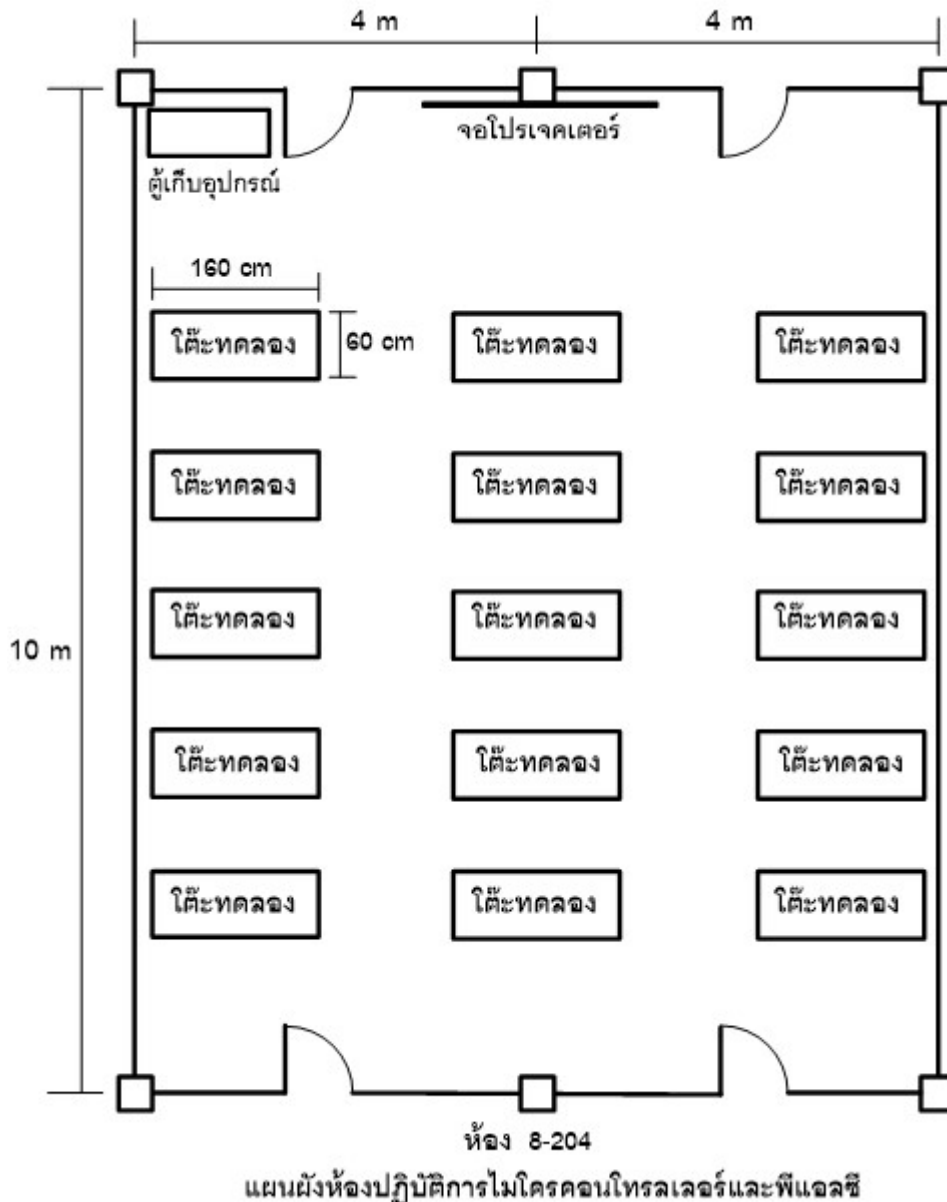 4 m 4 m
จอโปรเจคเตอร์
ตู้เก็บอุปกรณ์
160 cm
โต๊ะทดลอง 60 cm โต๊ะทดลอง โต๊ะทดลอง
โต๊ะทดลอง โต๊ะทดลอง โต๊ะทดลอง
โต๊ะทดลอง โต๊ะทดลอง โต๊ะทดลอง
10 m
โต๊ะทดลอง โต๊ะทดลอง โต๊ะทดลอง
โต๊ะทดลอง โต๊ะทดลอง โต๊ะทดลอง
ห้อง 8-204
แผนผังห้องปฏิบัติการไมโครคอนโทรลเลอร์และพีแอลซี